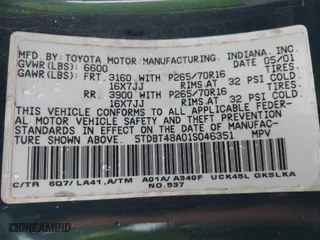 MFD.BY:TOYOTA MOTOR MANUFACTURING, INDIANA, INC.
GVWR(LBS): 6600 05/01
GAWR(LBS): FRT. 3160 WITH P265/70R16 TIRES
16X7JJ RIMS.AT 32 PSI COLD.
RR. 3900 WITH P265/70R16 TIRES
16X7JJ RIMS.AT 32 PSI COLD.
THIS VEHICLE CONFORMS TO ALL APPLICABLE FEDER-
AL MOTOR VEHICLE SAFETY AND THEFT PREVENTION
STANDARDS IN EFFECT ON THE DATE OF MANUFAC-
TURE SHOWN ABOVE.
5TDBT48A01S046351 MPV
C/TR 6Q7/LA41,A/TM A01A/A340F UCK45L GKSLKA
NO.537
DREAMBID